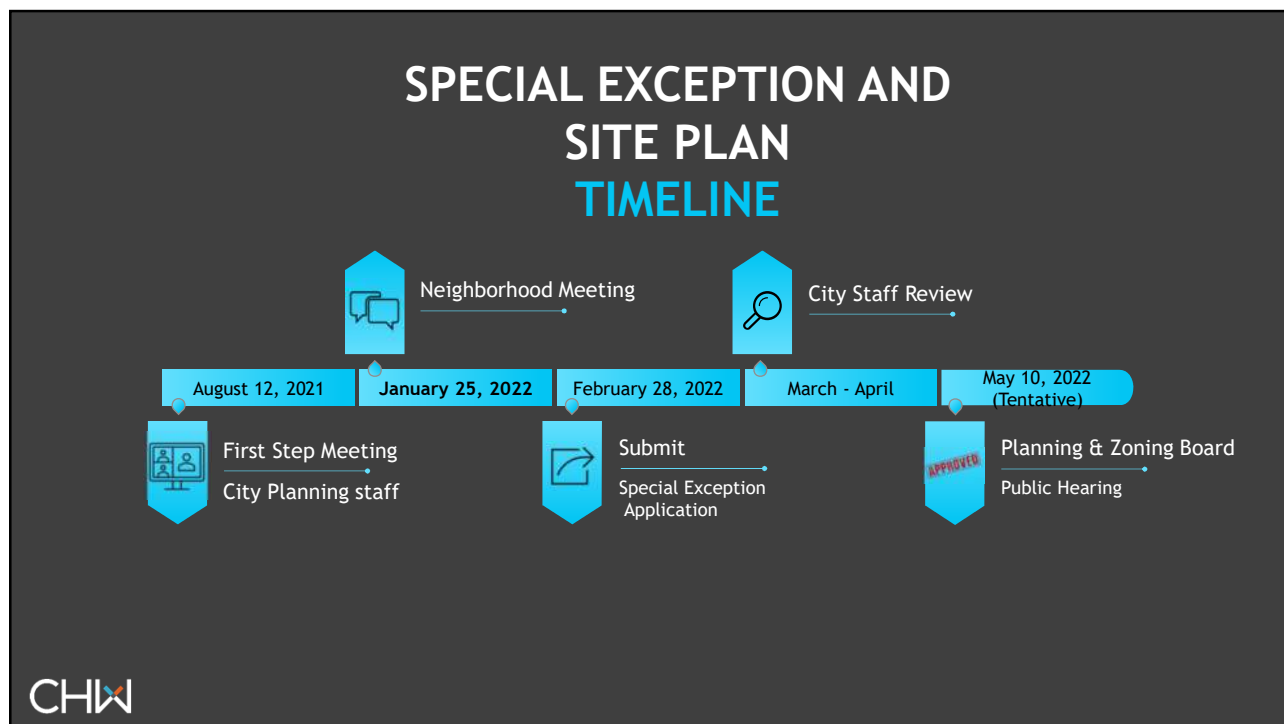 SPECIAL EXCEPTION AND
SITE PLAN
TIMELINE
Neighborhood Meeting
City Staff Review
August 12, 2021
January 25, 2022
February 28, 2022
March - April
May 10, 2022
(Tentative)
First Step Meeting
City Planning staff
Submit
Special Exception
Application
APPROVED
Planning & Zoning Board
Public Hearing
CHW